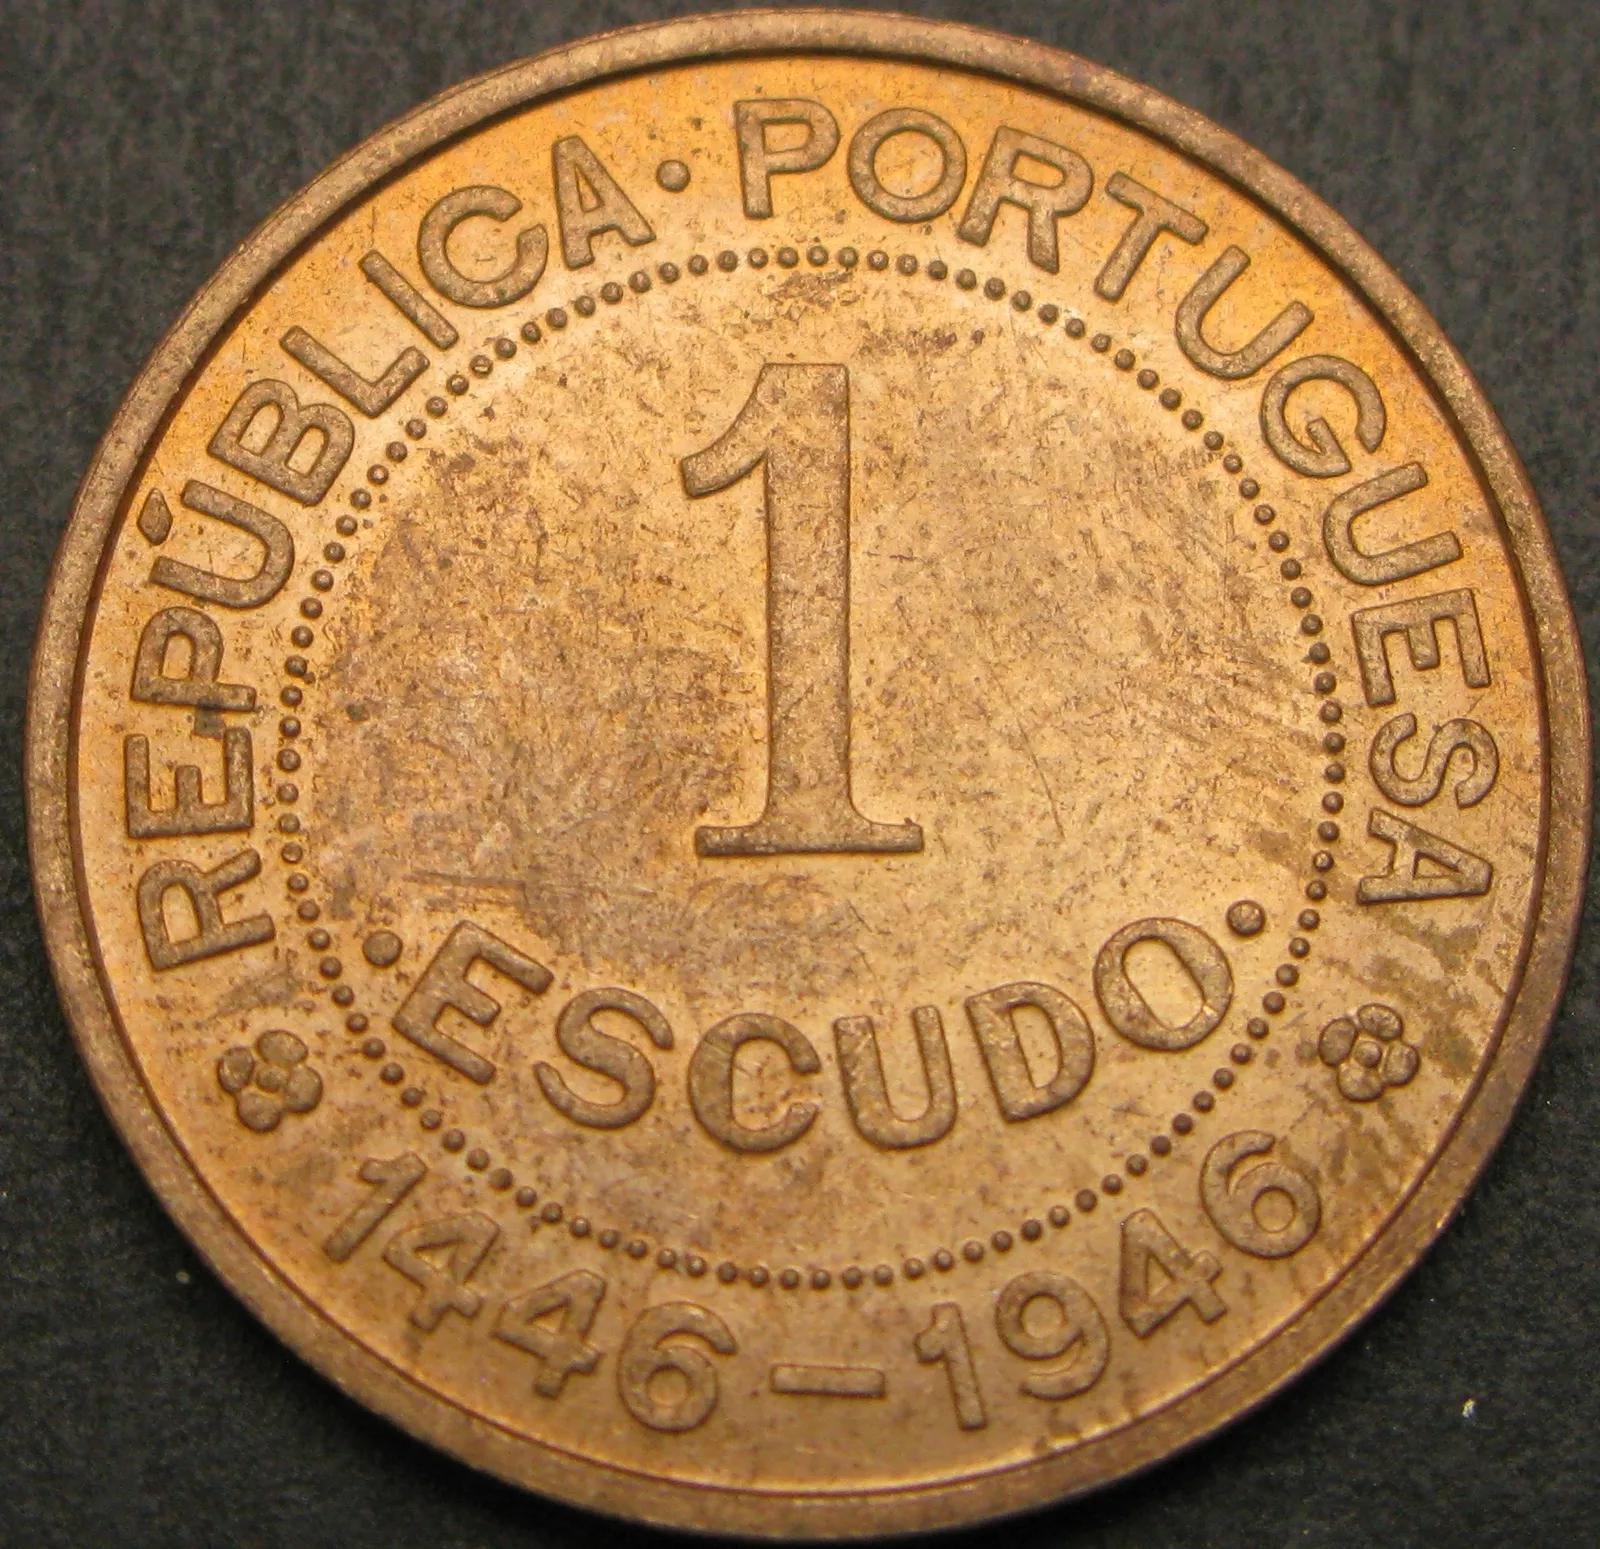 REPÚBLICA · PORTUGUESA
1
· ESCUDO ·
1446 – 1946